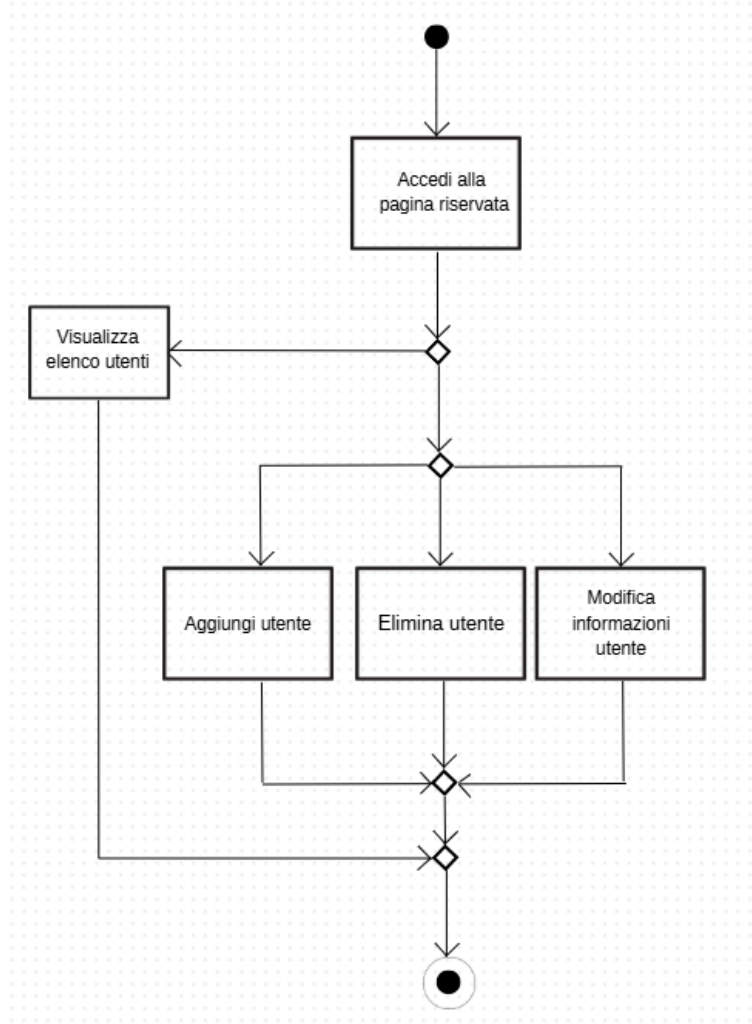 Accedi alla
pagina riservata
Visualizza
elenco utenti
Aggiungi utente
Elimina utente
Modifica
informazioni
utente